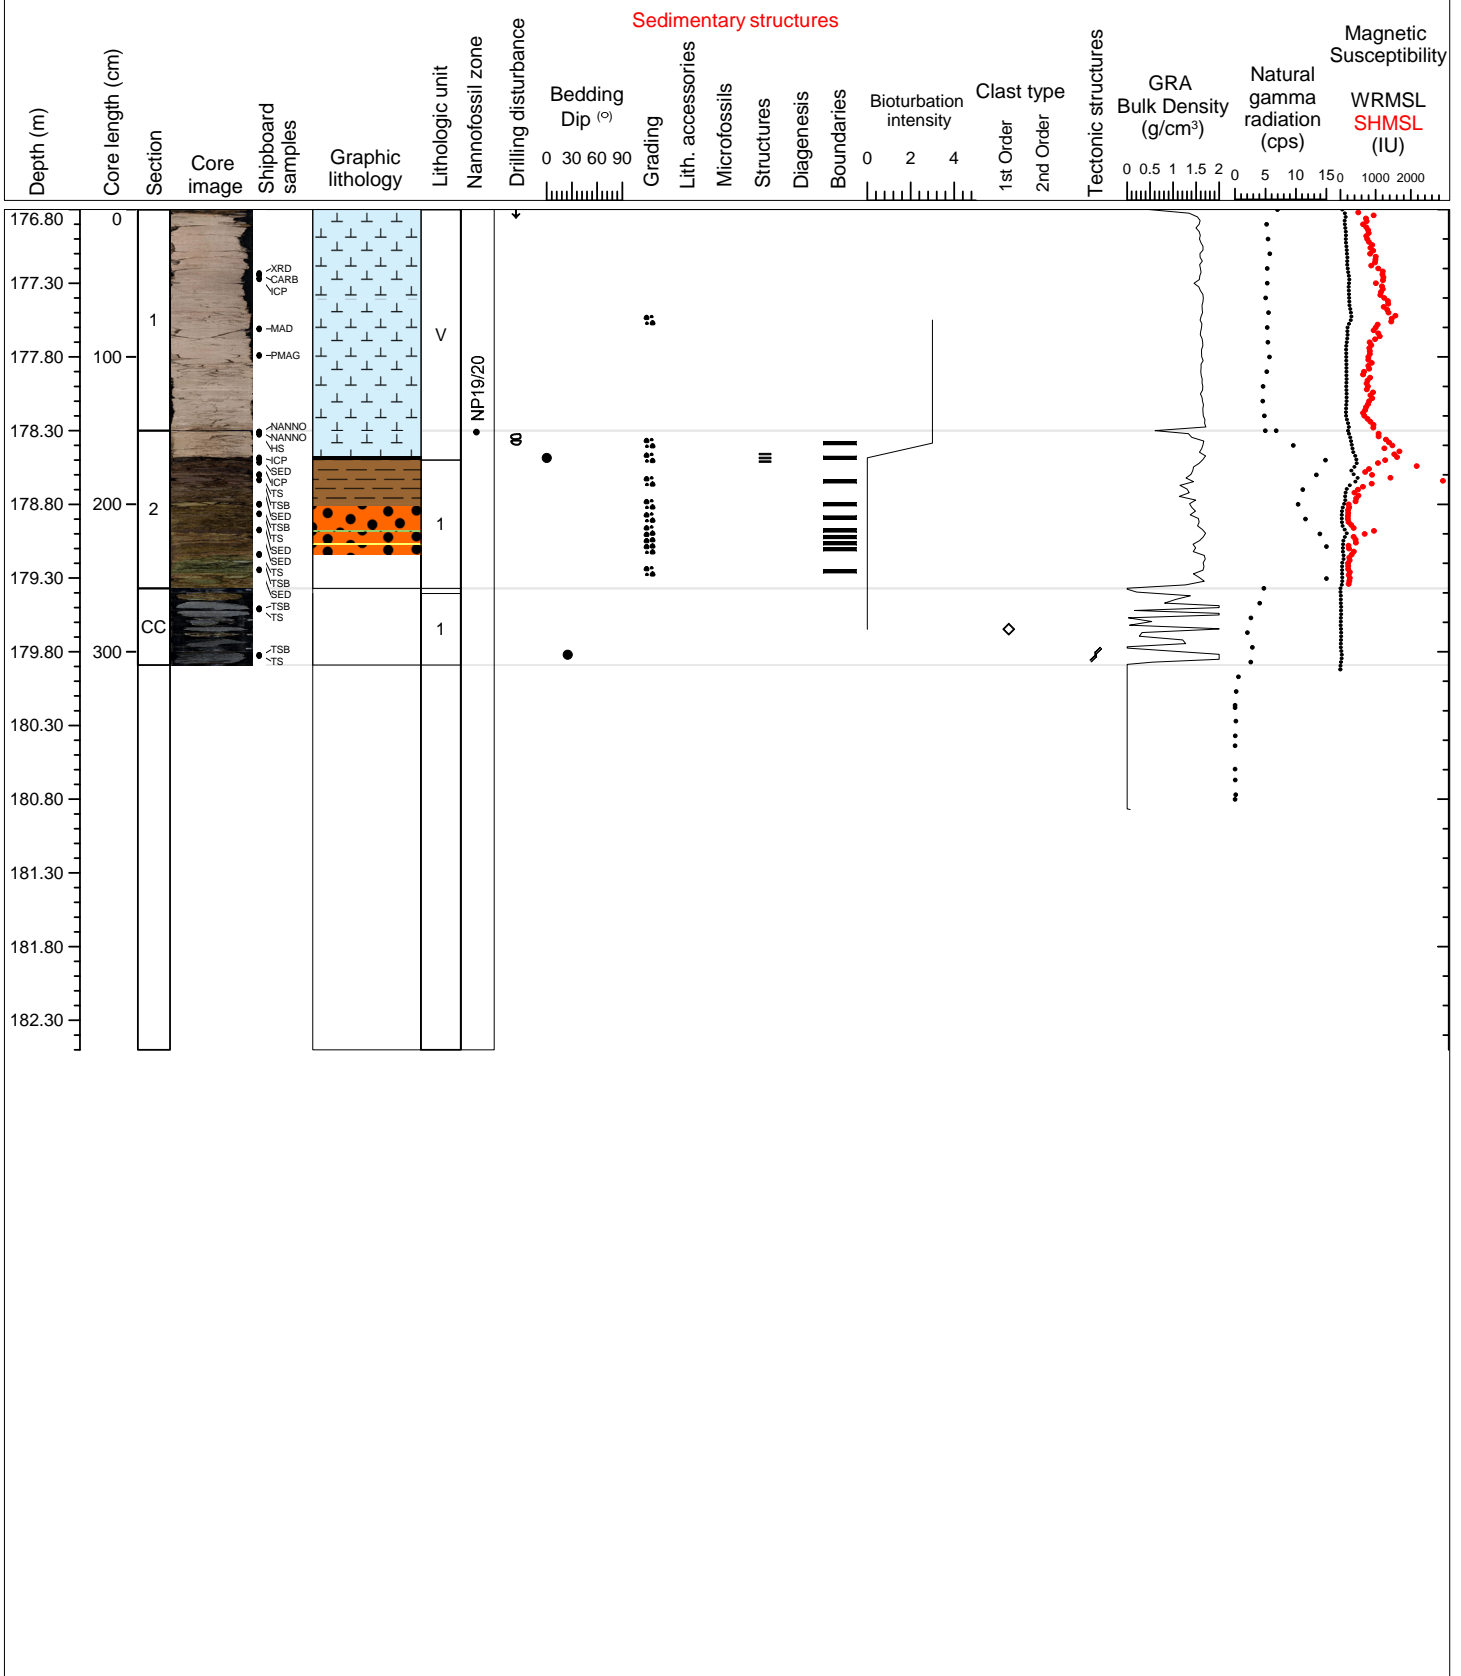 Sedimentary structures
Depth (m)
Core length (cm)
Section
Core
image
Shipboard
samples
Graphic
lithology
Lithologic unit
Nannofossil zone
Drilling disturbance
Bedding
Dip (o)
0 30 60 90
Grading
Lith. accessories
Microfossils
Structures
Diagenesis
Boundaries
Bioturbation
intensity
0 2 4
Clast type
1st Order
2nd Order
Tectonic structures
GRA
Bulk Density
(g/cm3)
0 0.5 1 1.5 2
Natural
gamma
radiation
(cps)
0 5 10 15
Magnetic
Susceptibility
WRMSL
SHMSL
(IU)
0 1000 2000
176.80
177.30
177.80
178.30
178.80
179.30
179.80
180.30
180.80
181.30
181.80
182.30
0
100
200
300
1
2
CC
XRD
CARB
ICP
MAD
PMAG
NANNO
NANNO
HS
ICP
SED
ICP
TS
TSB
SED
TSB
TS
SED
SED
TS
TSB
SED
TSB
TS
TSB
TS
V
1
1
NP19/20